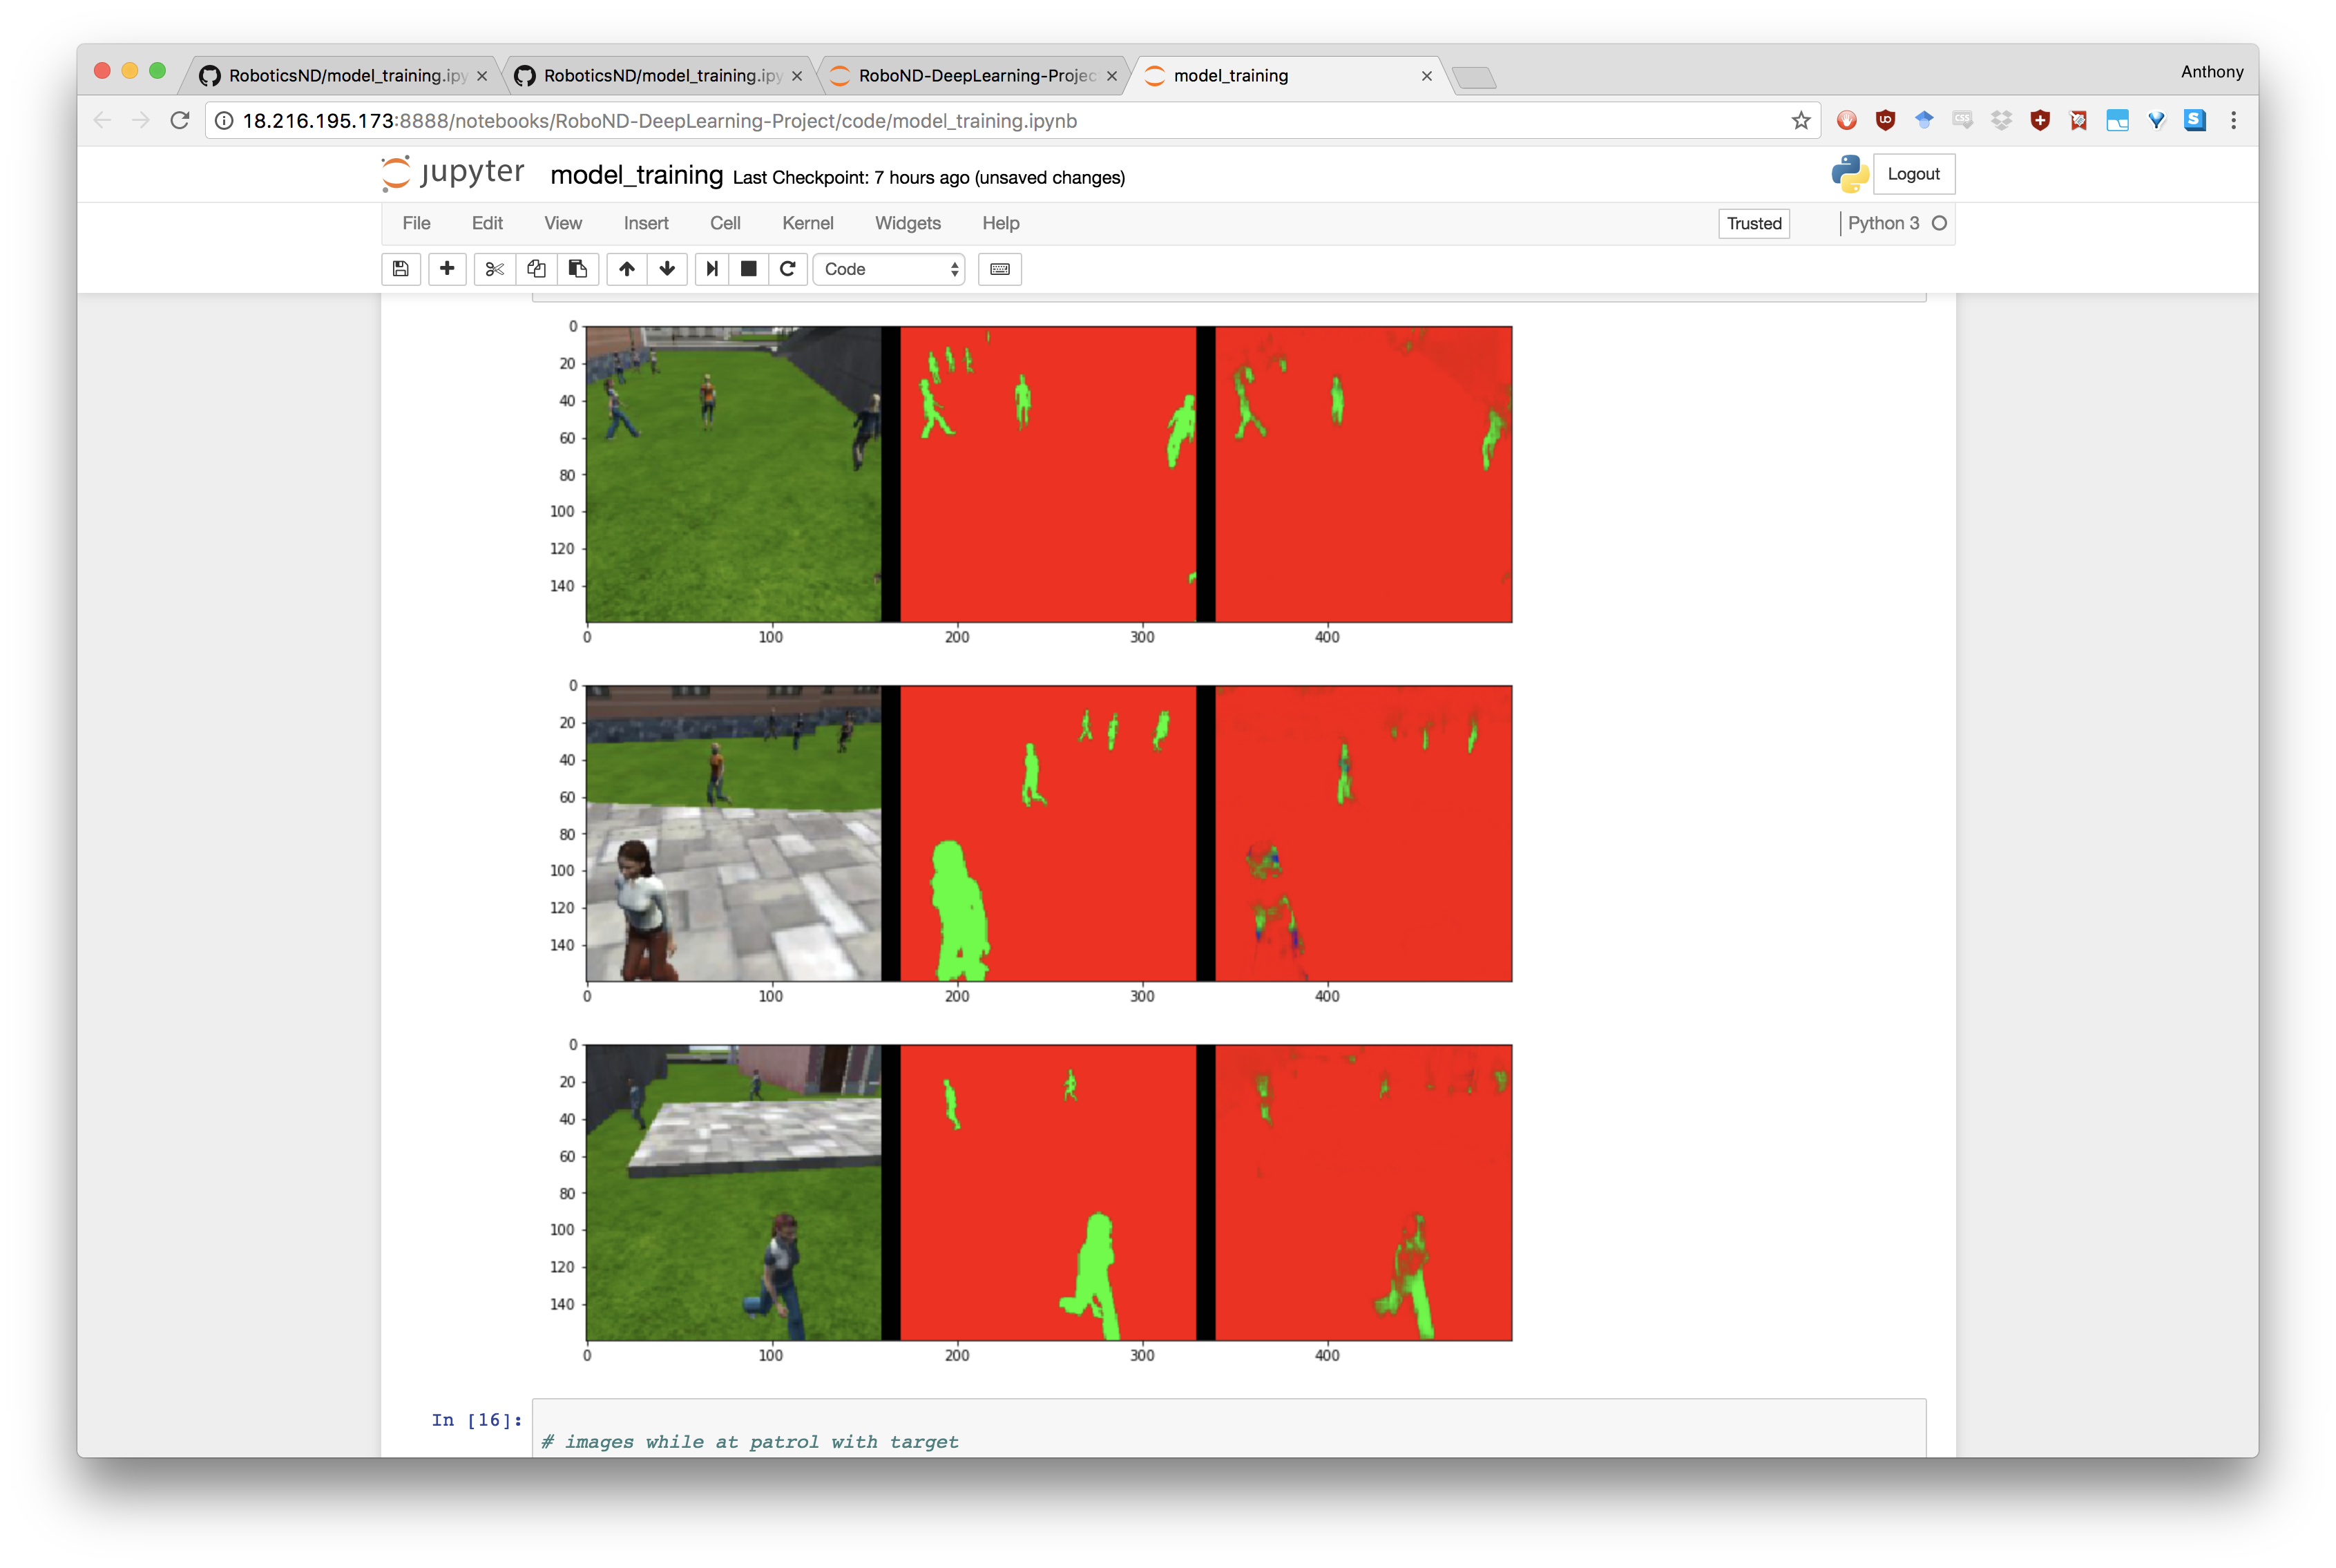 RoboticsND/model_training.ipy
RoboticsND/model_training.ipy
RoboND-DeepLearning-Projec
model_training
Anthony
18.216.195.173:8888/notebooks/RoboND-DeepLearning-Project/code/model_training.ipynb
CSS
S
jupyter model_training Last Checkpoint: 7 hours ago (unsaved changes)
Logout
File Edit View Insert Cell Kernel Widgets Help
Trusted Python 3
Code
0
20
40
60
80
100
120
140
0 100 200 300 400
0
20
40
60
80
100
120
140
0 100 200 300 400
0
20
40
60
80
100
120
140
0 100 200 300 400
In [16]:
# images while at patrol with target